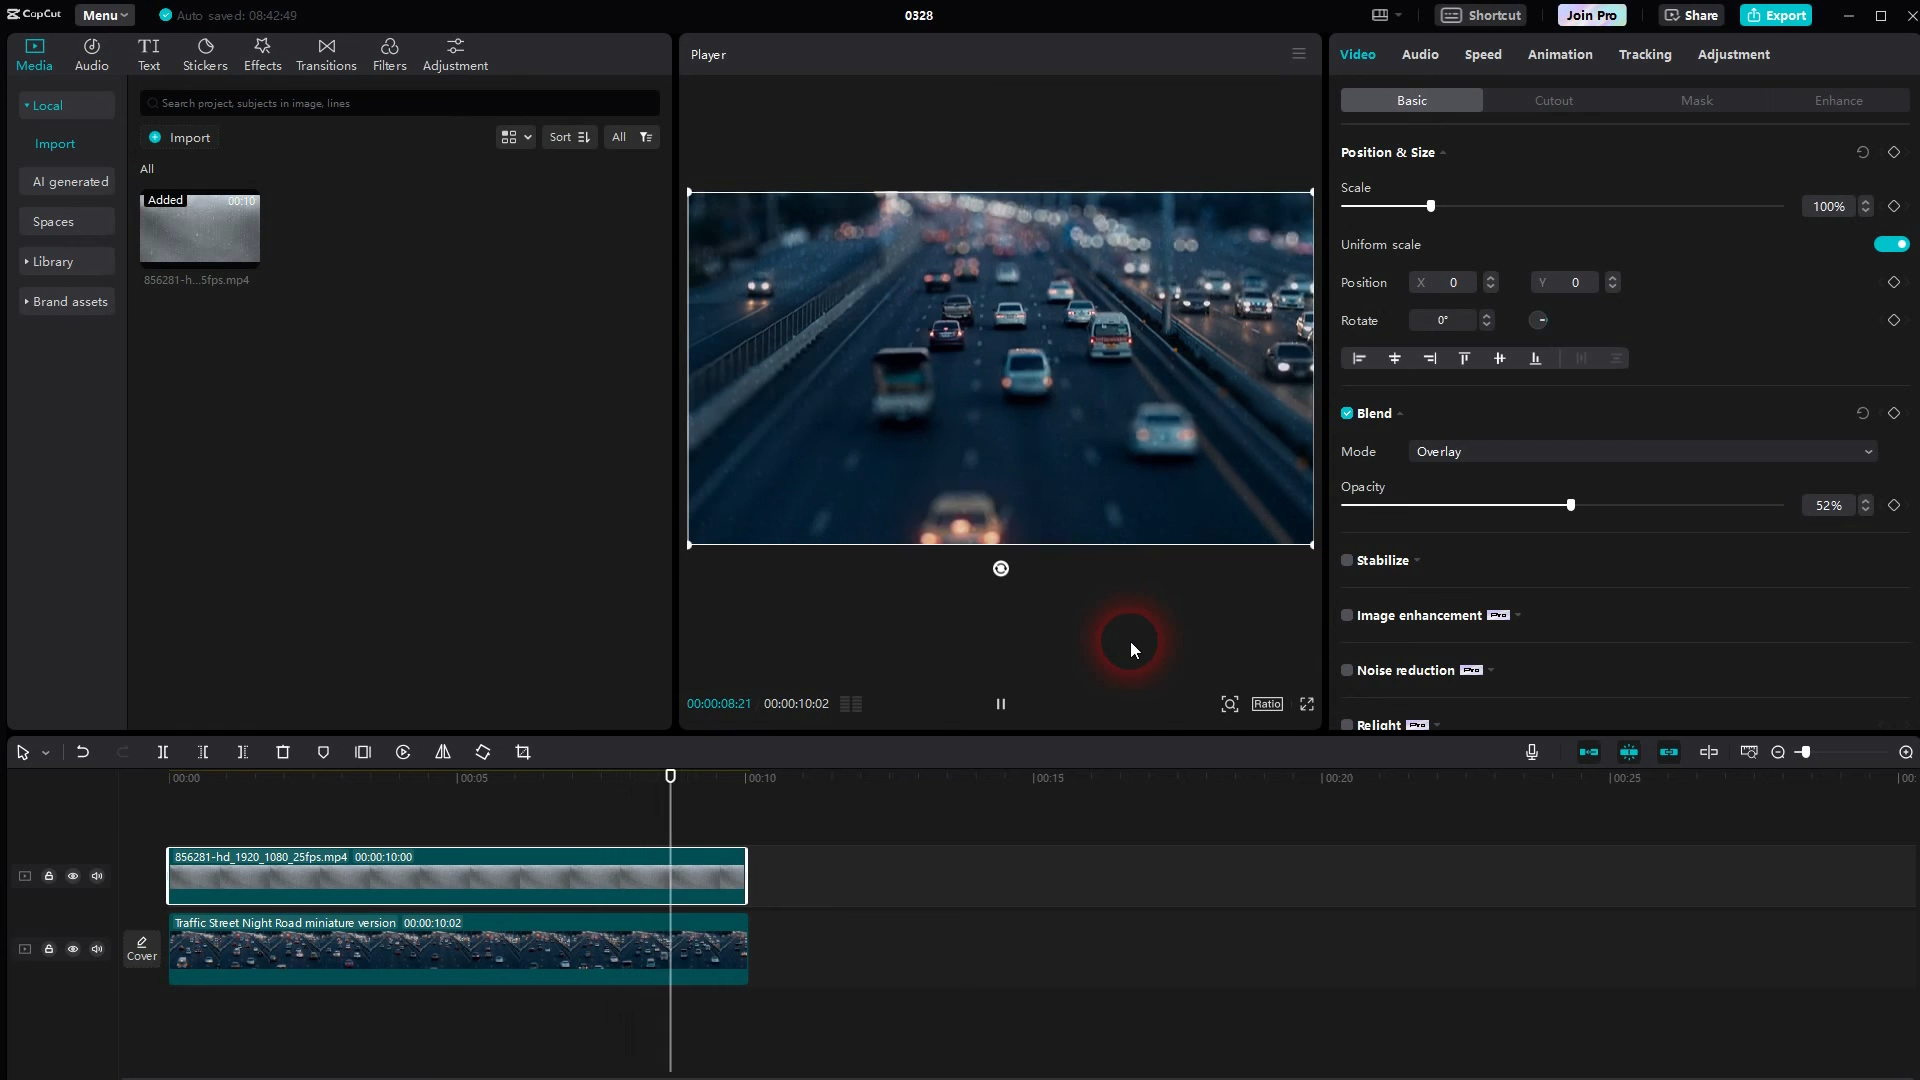 CapCut Menu Auto saved: 08:42:49 0328 Shortcut Join Pro Share Export
Media Audio Text Stickers Effects Transitions Filters Adjustment
Local
Import
AI generated
Spaces
Library
Brand assets
Search project, subjects in image, lines
Import Sort All
All
Added 00:10
856281-h...5fps.mp4
Player
00:00:08:21 00:00:10:02 Ratio
Video Audio Speed Animation Tracking Adjustment
Basic Cutout Mask Enhance
Position & Size
Scale
100%
Uniform scale
Position X 0 Y 0
Rotate 0°
Blend
Mode Overlay
Opacity
52%
Stabilize
Image enhancement Pro
Noise reduction Pro
Relight Pro
00:00 00:05 00:10 00:15 00:20 00:25 00:
856281-hd_1920_1080_25fps.mp4 00:00:10:00
Traffic Street Night Road miniature version 00:00:10:02
Cover